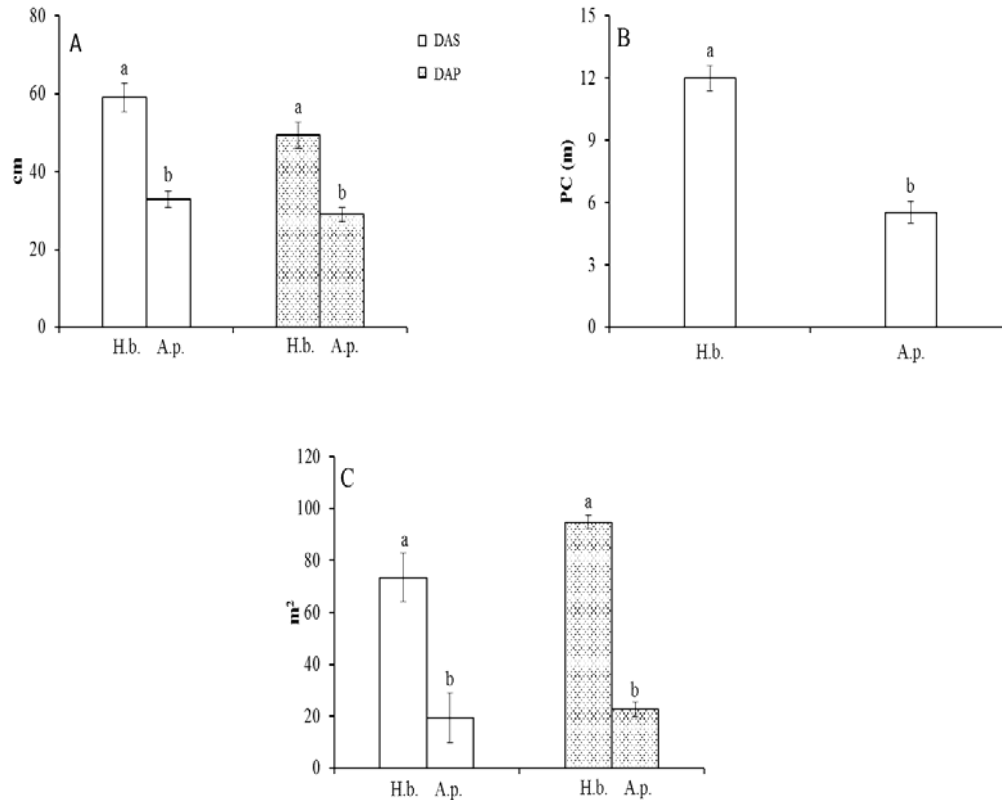 A
80
60
40
20
0
cm
a
b
a
b
H.b. A.p. H.b. A.p.
DAS
DAP
B
15
12
9
6
3
0
PC (m)
a
b
H.b. A.p.
C
120
100
80
60
40
20
0
m²
a
b
a
b
H.b. A.p. H.b. A.p.